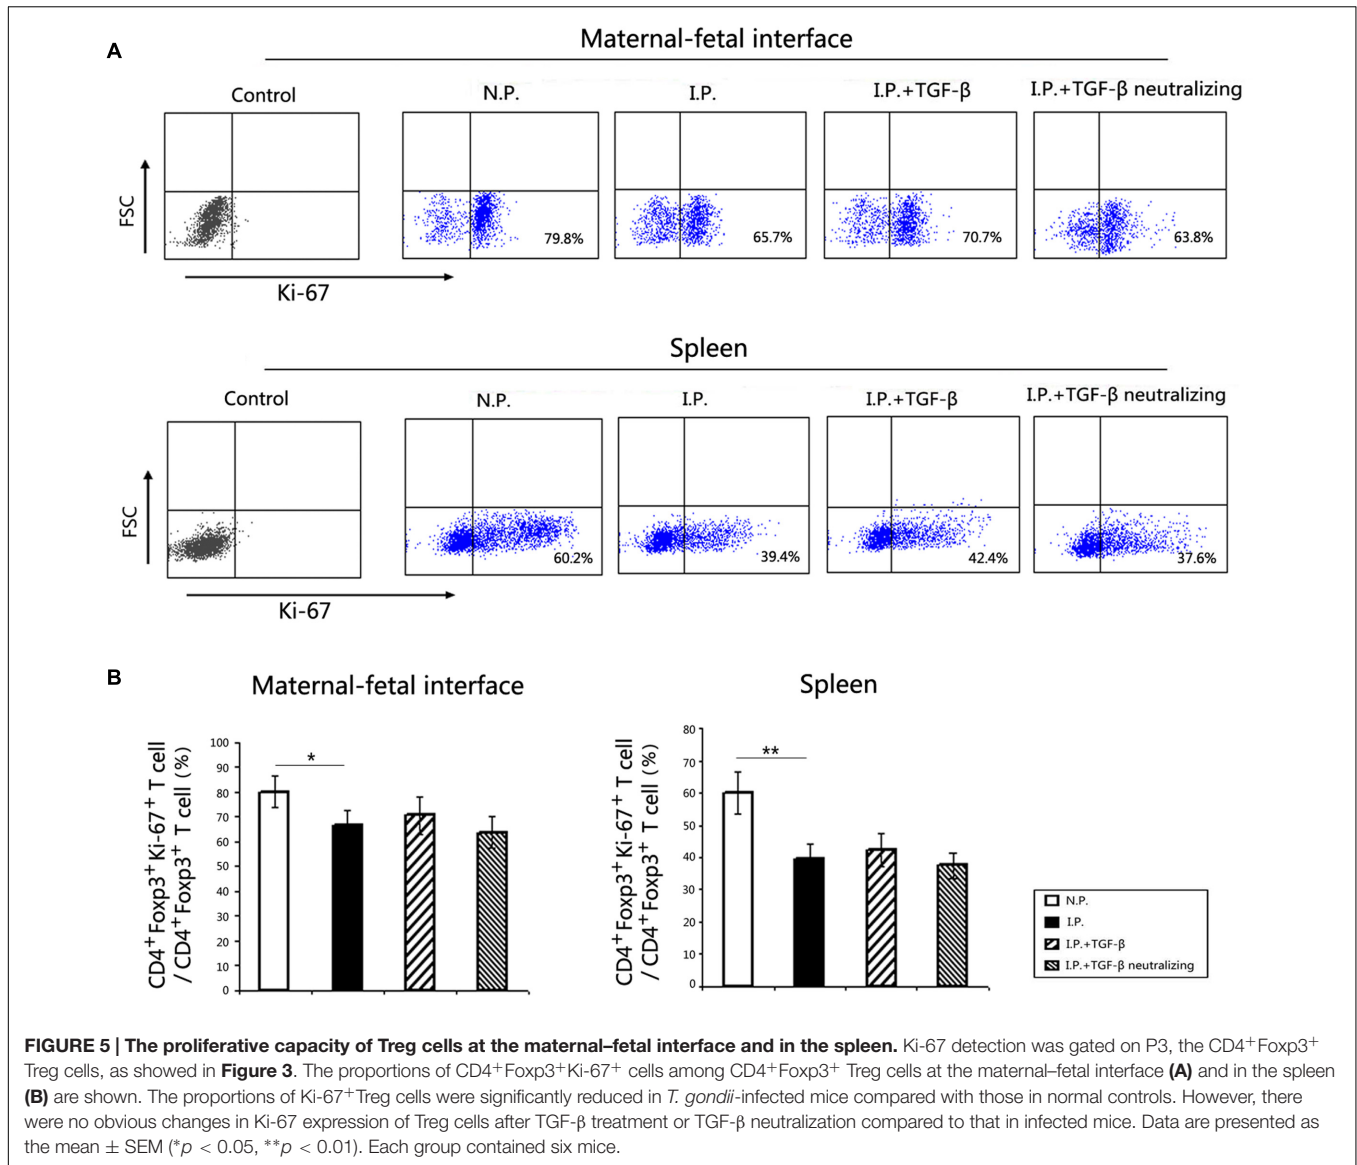 A
Maternal-fetal interface
Control
N.P.
I.P.
I.P.+TGF-β
I.P.+TGF-β neutralizing
FSC
79.8%
65.7%
70.7%
63.8%
Ki-67
Spleen
Control
N.P.
I.P.
I.P.+TGF-β
I.P.+TGF-β neutralizing
FSC
60.2%
39.4%
42.4%
37.6%
Ki-67
B
Maternal-fetal interface
CD4⁺Foxp3⁺Ki-67⁺ T cell
/ CD4⁺Foxp3⁺ T cell (%)
100
90
80
70
60
50
40
30
20
10
0
*
Spleen
CD4⁺Foxp3⁺Ki-67⁺ T cell
/ CD4⁺Foxp3⁺ T cell (%)
80
70
60
50
40
30
20
10
0
**
N.P.
I.P.
I.P.+TGF-β
I.P.+TGF-β neutralizing
FIGURE 5 | The proliferative capacity of Treg cells at the maternal–fetal interface and in the spleen. Ki-67 detection was gated on P3, the CD4⁺Foxp3⁺
Treg cells, as showed in Figure 3. The proportions of CD4⁺Foxp3⁺Ki-67⁺ cells among CD4⁺Foxp3⁺ Treg cells at the maternal–fetal interface (A) and in the spleen
(B) are shown. The proportions of Ki-67⁺Treg cells were significantly reduced in T. gondii-infected mice compared with those in normal controls. However, there
were no obvious changes in Ki-67 expression of Treg cells after TGF-β treatment or TGF-β neutralization compared to that in infected mice. Data are presented as
the mean ± SEM (*p < 0.05, **p < 0.01). Each group contained six mice.